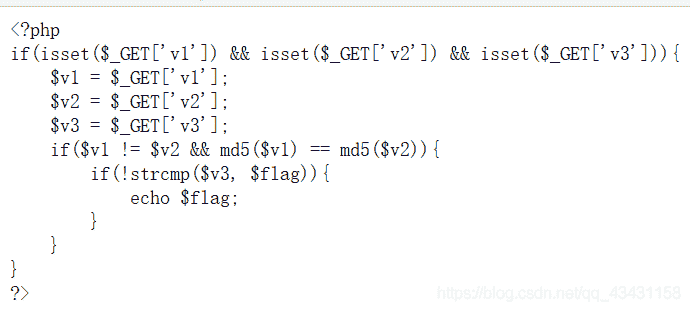 <?php
if(isset($_GET['v1']) && isset($_GET['v2']) && isset($_GET['v3'])){
    $v1 = $_GET['v1'];
    $v2 = $_GET['v2'];
    $v3 = $_GET['v3'];
    if($v1 != $v2 && md5($v1) == md5($v2)){
        if(!strcmp($v3, $flag)){
            echo $flag;
        }
    }
}
?>
https://blog.csdn.net/qq_43431158